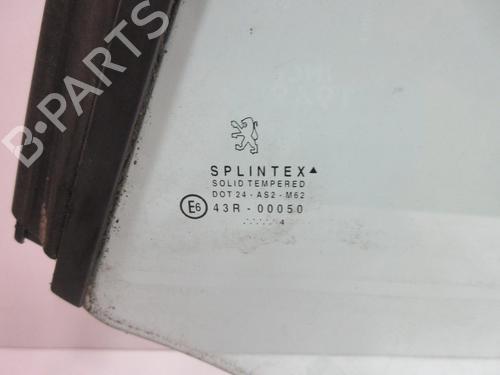 B-PARTS
SPLINTEX▲
SOLID TEMPERED
DOT 24 - AS2 - M62
E6 43R - 00050
4